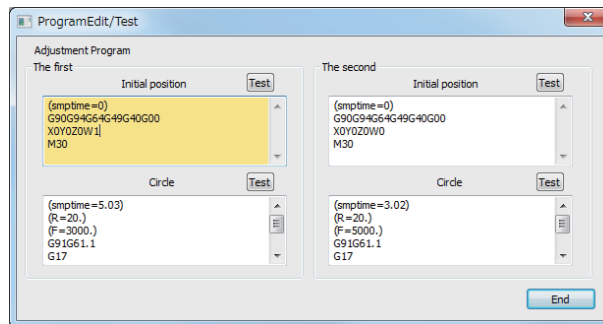 ProgramEdit/Test
Adjustment Program
The first
Initial position
Test
(smptime=0)
G90G94G64G49G40G00
X0Y0Z0W1
M30
Circle
Test
(smptime=5.03)
(R=20.)
(F=3000.)
G91G61.1
G17
The second
Initial position
Test
(smptime=0)
G90G94G64G49G40G00
X0Y0Z0W0
M30
Circle
Test
(smptime=3.02)
(R=20.)
(F=5000.)
G91G61.1
G17
End